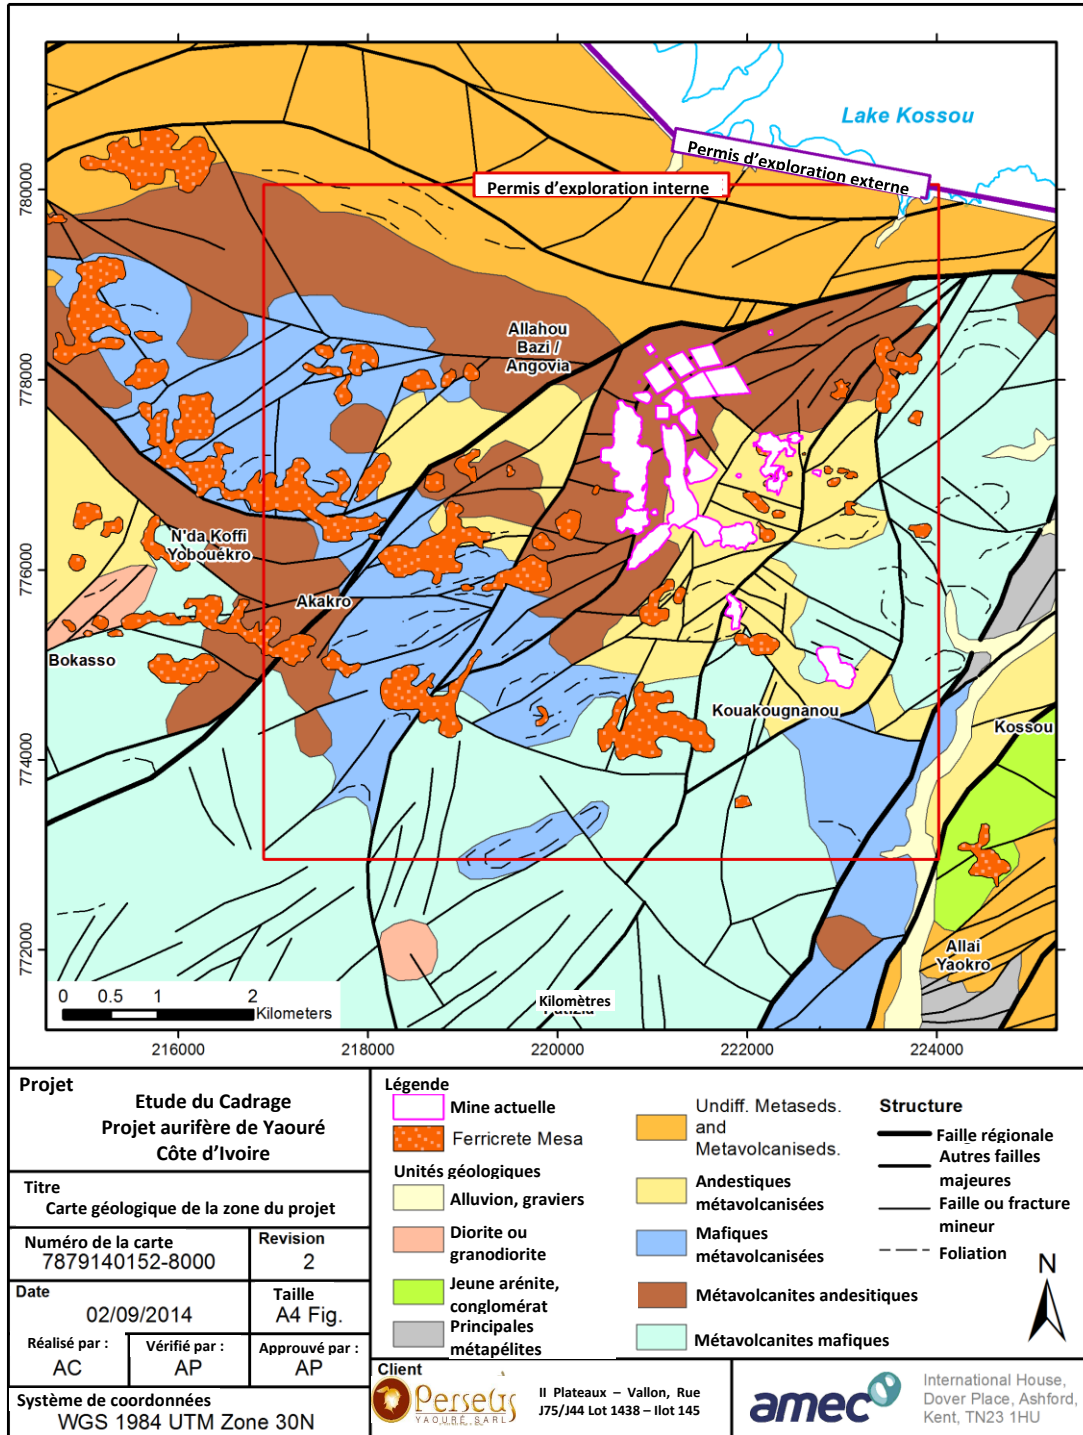 Lake Kossou
Permis d'exploration externe
Permis d'exploration interne
780000
778000
776000
774000
772000
Allahou
Bazi /
Angovia
N'da Koffi
Yobouekro
Akakro
Bokasso
Kouakougnanou
Kossou
Allai
Yaokro
0 0.5 1 2
Kilometers
Kilomètres
216000 218000 220000 222000 224000
Projet
Etude du Cadrage
Projet aurifère de Yaouré
Côte d'Ivoire
Titre
Carte géologique de la zone du projet
Numéro de la carte
7879140152-8000
Revision
2
Date
02/09/2014
Taille
A4 Fig.
Réalisé par :
AC
Vérifié par :
AP
Approuvé par :
AP
Système de coordonnées
WGS 1984 UTM Zone 30N
Légende
Mine actuelle
Ferricrete Mesa
Unités géologiques
Alluvion, graviers
Diorite ou
granodiorite
Jeune arénite,
conglomérat
Principales
métapélites
Undiff. Metaseds.
and
Metavolcaniseds.
Andestiques
métavolcanisées
Mafiques
métavolcanisées
Métavolcanites andesitiques
Métavolcanites mafiques
Structure
Faille régionale
Autres failles
majeures
Faille ou fracture
mineur
Foliation
N
Client
Perseus
YAOURÉ SARL
II Plateaux – Vallon, Rue
J75/J44 Lot 1438 – Ilot 145
amec
International House,
Dover Place, Ashford,
Kent, TN23 1HU